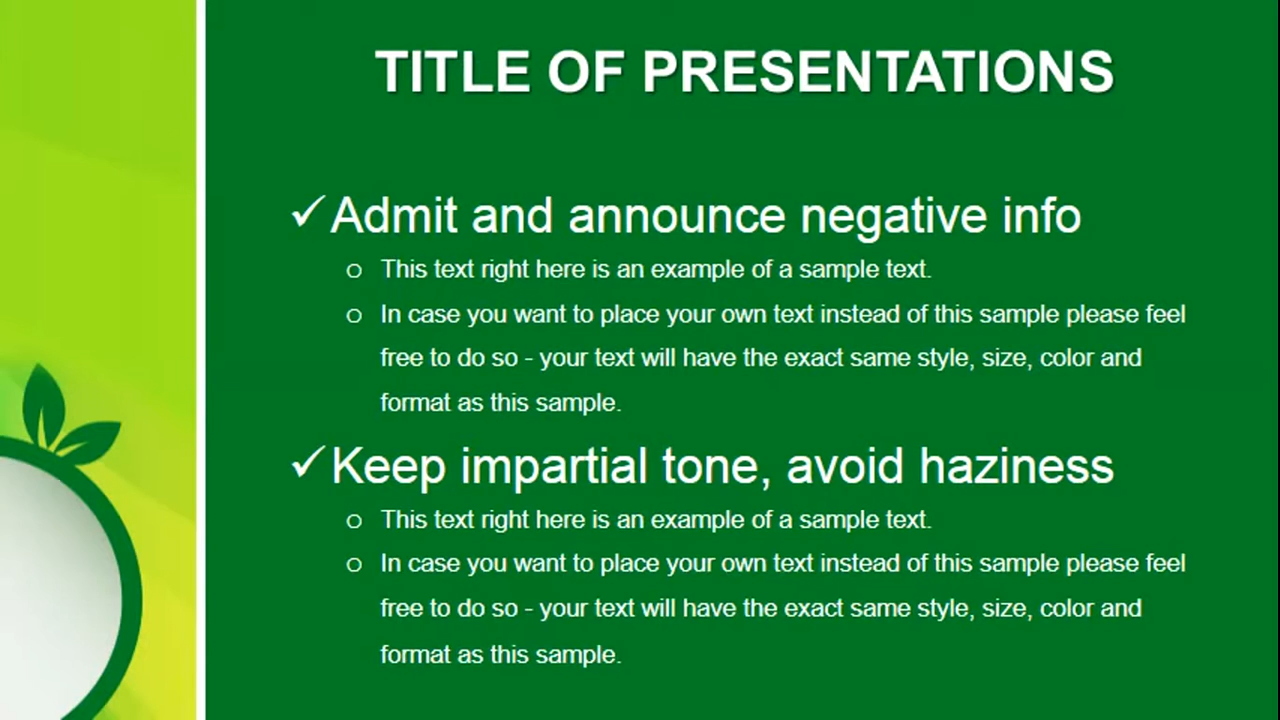 TITLE OF PRESENTATIONS
✓Admit and announce negative info
o This text right here is an example of a sample text.
o In case you want to place your own text instead of this sample please feel
free to do so - your text will have the exact same style, size, color and
format as this sample.
✓Keep impartial tone, avoid haziness
o This text right here is an example of a sample text.
o In case you want to place your own text instead of this sample please feel
free to do so - your text will have the exact same style, size, color and
format as this sample.